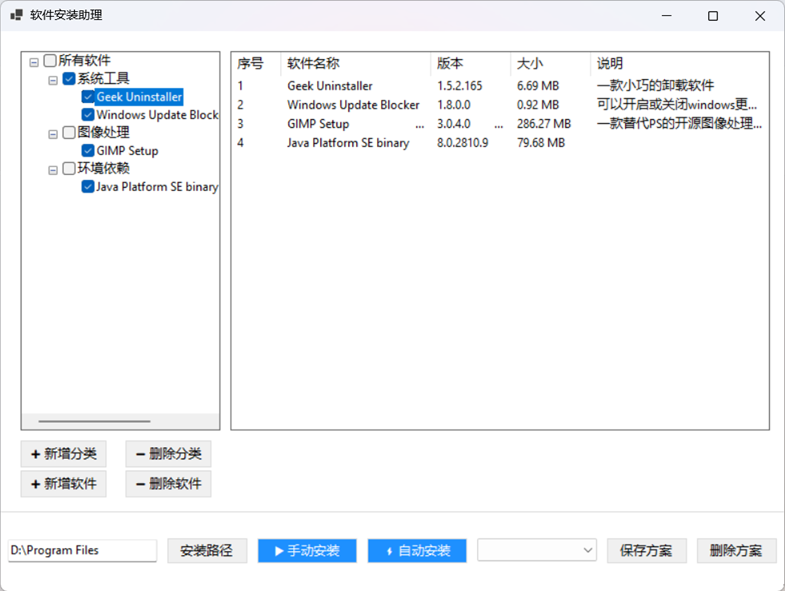 软件安装助理
所有软件
系统工具
Geek Uninstaller
Windows Update Block
图像处理
GIMP Setup
环境依赖
Java Platform SE binary
序号 软件名称 版本 大小 说明
1 Geek Uninstaller 1.5.2.165 6.69 MB 一款小巧的卸载软件
2 Windows Update Blocker 1.8.0.0 0.92 MB 可以开启或关闭windows更...
3 GIMP Setup ... 3.0.4.0 ... 286.27 MB 一款替代PS的开源图像处理...
4 Java Platform SE binary 8.0.2810.9 79.68 MB
+ 新增分类 − 删除分类
+ 新增软件 − 删除软件
D:\Program Files 安装路径 手动安装 自动安装 保存方案 删除方案